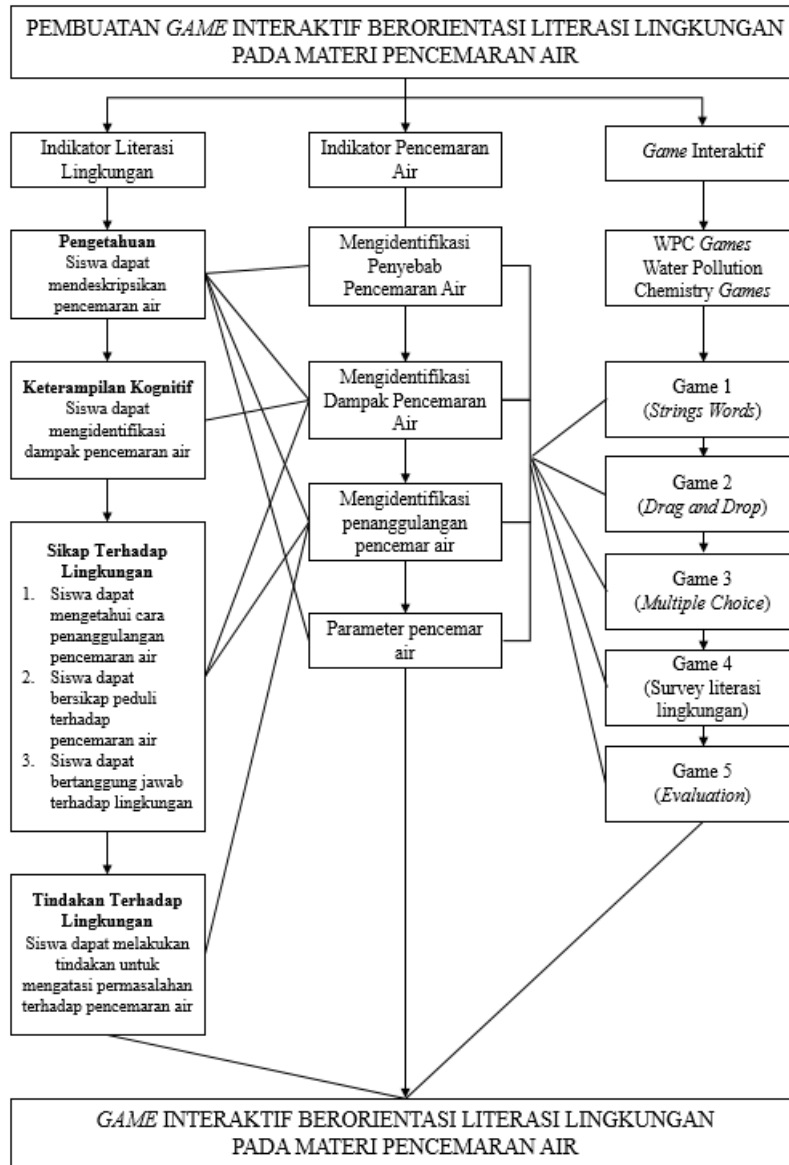 PEMBUATAN GAME INTERAKTIF BERORIENTASI LITERASI LINGKUNGAN
PADA MATERI PENCEMARAN AIR
Indikator Literasi
Lingkungan
Pengetahuan
Siswa dapat
mendeskripsikan
pencemaran air
Keterampilan Kognitif
Siswa dapat
mengidentifikasi
dampak pencemaran air
Sikap Terhadap
Lingkungan
1. Siswa dapat
mengetahui cara
penanggulangan
pencemaran air
2. Siswa dapat
bersikap peduli
terhadap
pencemaran air
3. Siswa dapat
bertanggung jawab
terhadap lingkungan
Tindakan Terhadap
Lingkungan
Siswa dapat melakukan
tindakan untuk
mengatasi permasalahan
terhadap pencemaran air
Indikator Pencemaran
Air
Mengidentifikasi
Penyebab
Pencemaran Air
Mengidentifikasi
Dampak Pencemaran
Air
Mengidentifikasi
penanggulangan
pencemar air
Parameter pencemar
air
Game Interaktif
WPC Games
Water Pollution
Chemistry Games
Game 1
(Strings Words)
Game 2
(Drag and Drop)
Game 3
(Multiple Choice)
Game 4
(Survey literasi
lingkungan)
Game 5
(Evaluation)
GAME INTERAKTIF BERORIENTASI LITERASI LINGKUNGAN
PADA MATERI PENCEMARAN AIR